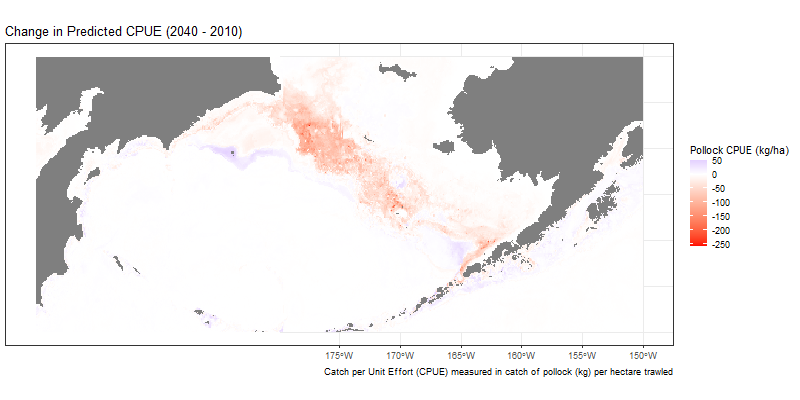 Change in Predicted CPUE (2040 - 2010)
Pollock CPUE (kg/ha)
50
0
-50
-100
-150
-200
-250
175°W 170°W 165°W 160°W 155°W 150°W
Catch per Unit Effort (CPUE) measured in catch of pollock (kg) per hectare trawled